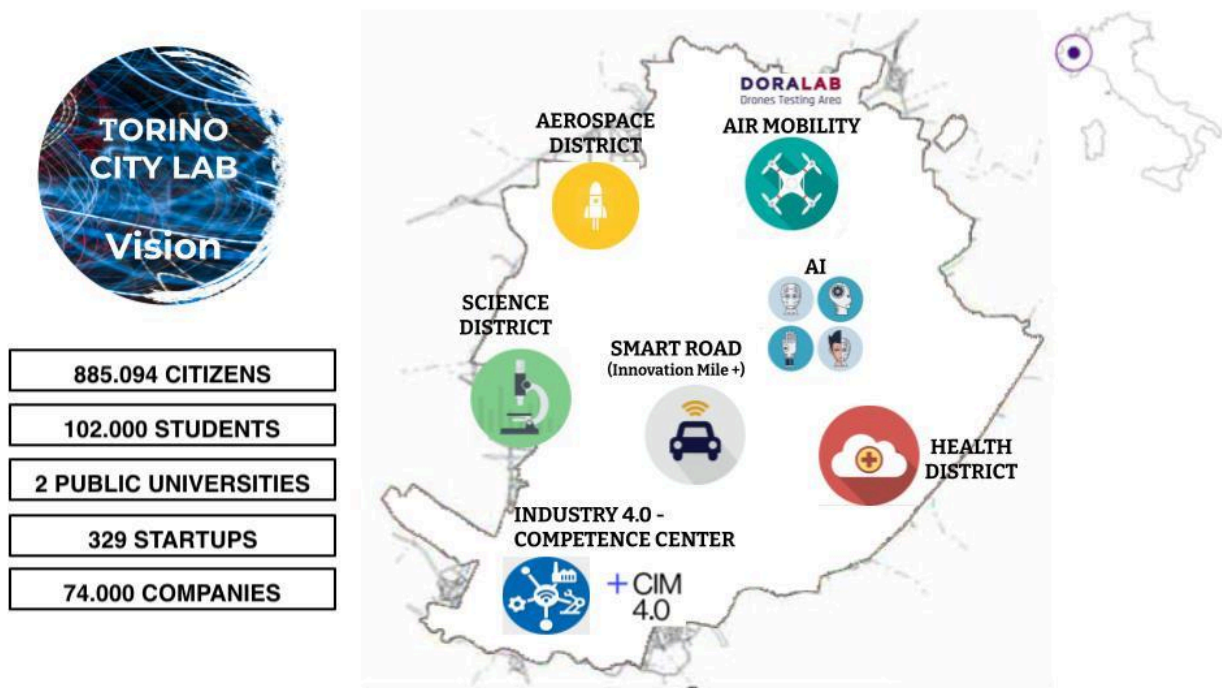 TORINO
CITY LAB
Vision
885.094 CITIZENS
102.000 STUDENTS
2 PUBLIC UNIVERSITIES
329 STARTUPS
74.000 COMPANIES
DORALAB
Drones Testing Area
AEROSPACE
DISTRICT
AIR MOBILITY
AI
SCIENCE
DISTRICT
SMART ROAD
(Innovation Mile +)
HEALTH
DISTRICT
INDUSTRY 4.0 -
COMPETENCE CENTER
+ CIM
4.0